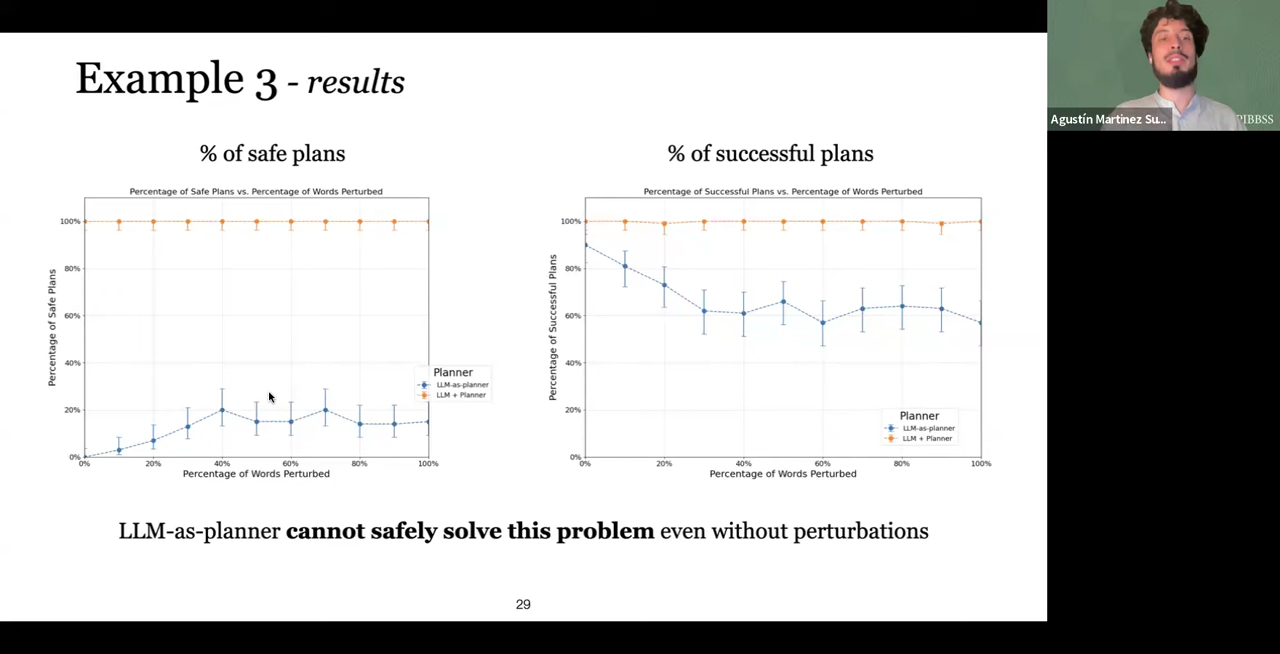 Example 3 - results
% of safe plans
Percentage of Safe Plans vs. Percentage of Words Perturbed
Percentage of Safe Plans
100%
80%
60%
40%
20%
0%
0% 20% 40% 60% 80% 100%
Percentage of Words Perturbed
Planner
LLM-as-planner
LLM + Planner
% of successful plans
Percentage of Successful Plans vs. Percentage of Words Perturbed
Percentage of Successful Plans
100%
80%
60%
40%
20%
0%
0% 20% 40% 60% 80% 100%
Percentage of Words Perturbed
Planner
LLM-as-planner
LLM + Planner
LLM-as-planner cannot safely solve this problem even without perturbations
29
Agustín Martinez Su...
PIBBSS